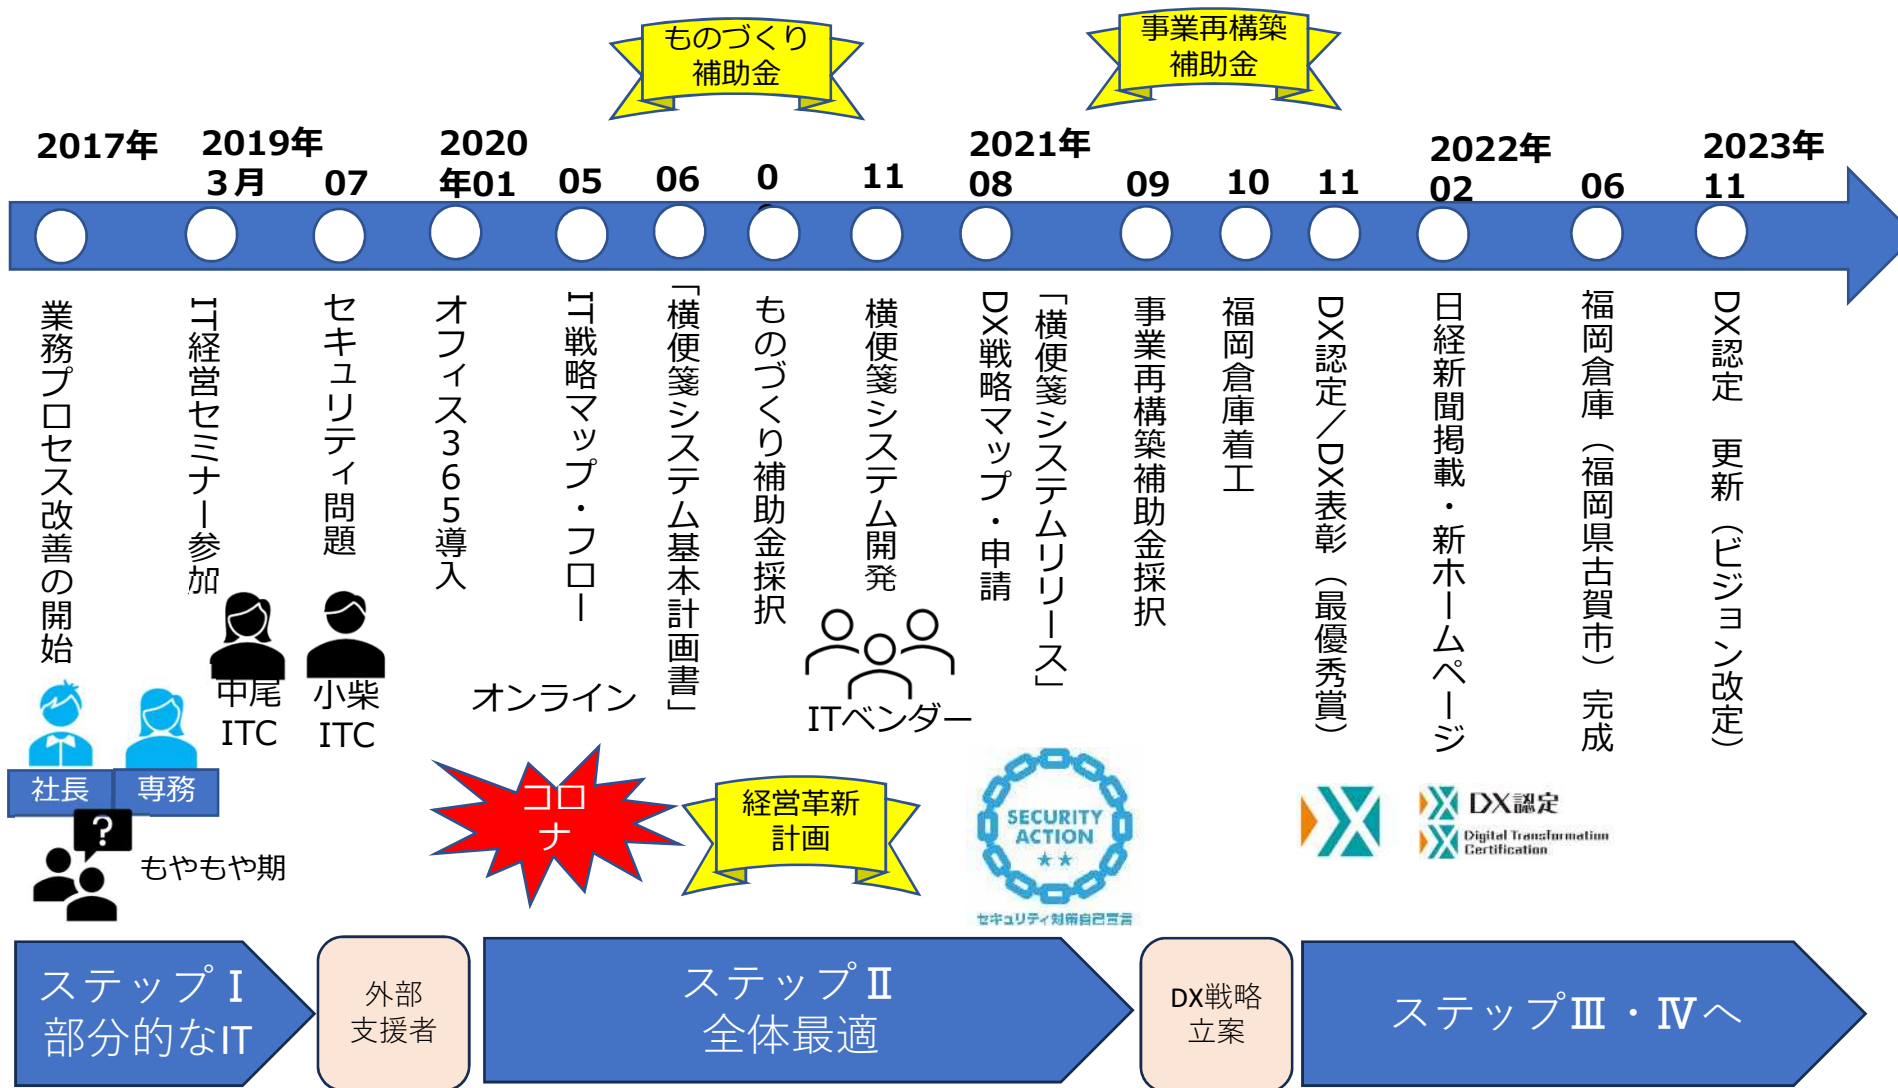 ものづくり
補助金
事業再構築
補助金
2017年
2019年
３月
07
2020
年01
05
06
0
11
2021年
08
09
10
11
2022年
02
06
2023年
11
業務プロセス改善の開始
IT経営セミナー参加
セキュリティ問題
オフィス３６５導入
IT戦略マップ・フロー
「横便箋システム基本計画書」
ものづくり補助金採択
横便箋システム開発
DX戦略マップ・申請
「横便箋システムリリース」
事業再構築補助金採択
福岡倉庫着工
DX認定／DX表彰（最優秀賞）
日経新聞掲載・新ホームページ
福岡倉庫（福岡県古賀市）完成
DX認定　更新（ビジョン改定）
中尾
ITC
小柴
ITC
オンライン
ITベンダー
社長
専務
?
もやもや期
コロ
ナ
経営革新
計画
SECURITY
ACTION
★★
セキュリティ対策自己宣言
DX認定
Digital Transformation
Certification
ステップⅠ
部分的なIT
外部
支援者
ステップⅡ
全体最適
DX戦略
立案
ステップⅢ・Ⅳへ